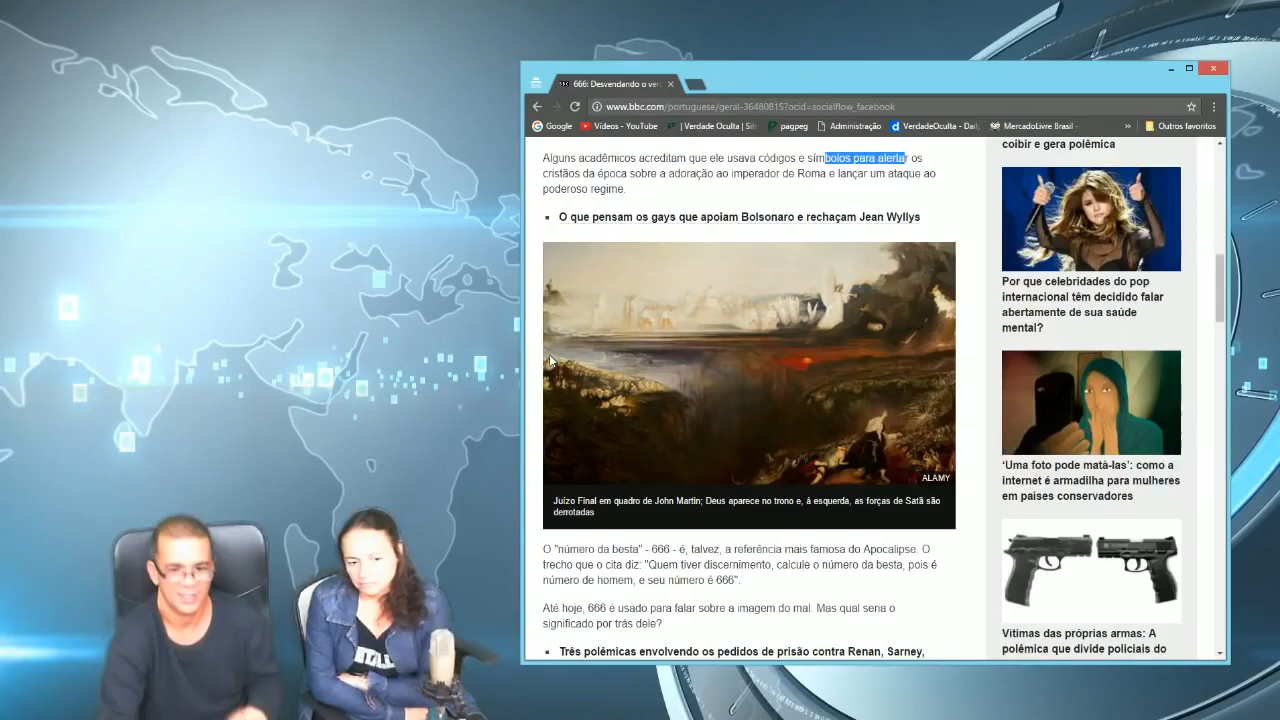 666: Desvendando o ver
www.bbc.com/portuguese/geral-36480815?ocid=socialflow_facebook
Google
Vídeos - YouTube
| Verdade Oculta | Sit
pagpeg
Administração
VerdadeOculta - Dail
MercadoLivre Brasil -
»
Outros favoritos
Alguns acadêmicos acreditam que ele usava códigos e símbolos para alertar os
cristãos da época sobre a adoração ao imperador de Roma e lançar um ataque ao
poderoso regime.
O que pensam os gays que apoiam Bolsonaro e rechaçam Jean Wyllys
ALAMY
Juízo Final em quadro de John Martin; Deus aparece no trono e, à esquerda, as forças de Satã são
derrotadas
O "número da besta" - 666 - é, talvez, a referência mais famosa do Apocalipse. O
trecho que o cita diz: "Quem tiver discernimento, calcule o número da besta, pois é
número de homem, e seu número é 666".
Até hoje, 666 é usado para falar sobre a imagem do mal. Mas qual seria o
significado por trás dele?
Três polêmicas envolvendo os pedidos de prisão contra Renan, Sarney,
coibir e gera polêmica
Por que celebridades do pop
internacional têm decidido falar
abertamente de sua saúde
mental?
'Uma foto pode matá-las': como a
internet é armadilha para mulheres
em países conservadores
Vítimas das próprias armas: A
polêmica que divide policiais do